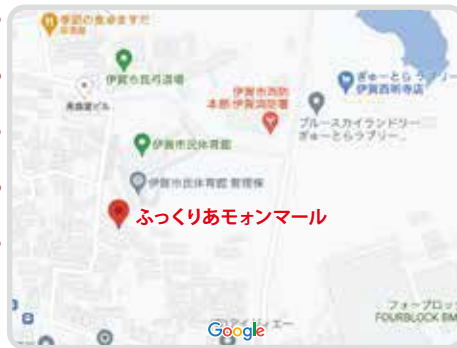 季節の食卓ますだ
伊賀市民弓道場
伊賀市消防
本部伊賀消防署
ぎゅーとら ラブリー
伊賀西明寺店
ブルースカイランドリー
ぎゅーとらラブリー...
伊賀市民体育館
伊賀市民体育館 管理棟
ふっくりあモォンマール
フォーブロッ
FOURBLOCK BM
Google